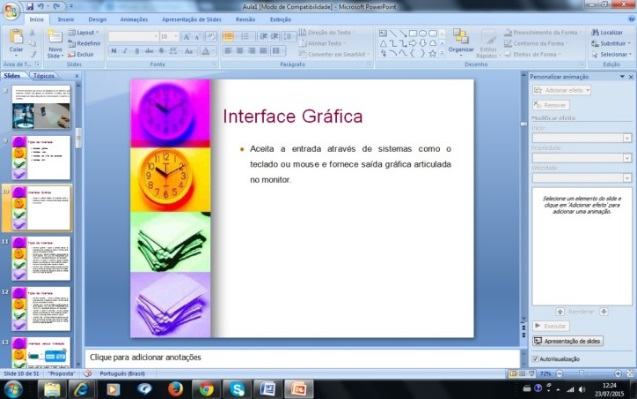 Aula1 [Modo de Compatibilidade] - Microsoft PowerPoint
Início Inserir Design Animações Apresentação de Slides Revisão Exibição
Colar
Novo Slide
Layout
Redefinir
Excluir
18
Direção do Texto
Alinhar Texto
Converter em SmartArt
Organizar
Estilos Rápidos
Preenchimento da Forma
Contorno da Forma
Efeitos de Forma
Localizar
Substituir
Selecionar
Área de T...
Slides
Fonte
Parágrafo
Desenho
Edição
Slides Tópicos
10
11
12
13
Interface Gráfica
Aceita a entrada através de sistemas como o
teclado ou mouse e fornece saída gráfica articulada
no monitor.
Personalizar animação
Adicionar efeito
Remover
Modificar efeito
Início:
Propriedade:
Velocidade:
Selecione um elemento do slide e
clique em 'Adicionar efeito' para
adicionar uma animação.
Reordenar
Executar
Apresentação de slides
AutoVisualização
Clique para adicionar anotações
Slide 10 de 31 "Proposta" Português (Brasil)
72%
12:24
23/07/2015